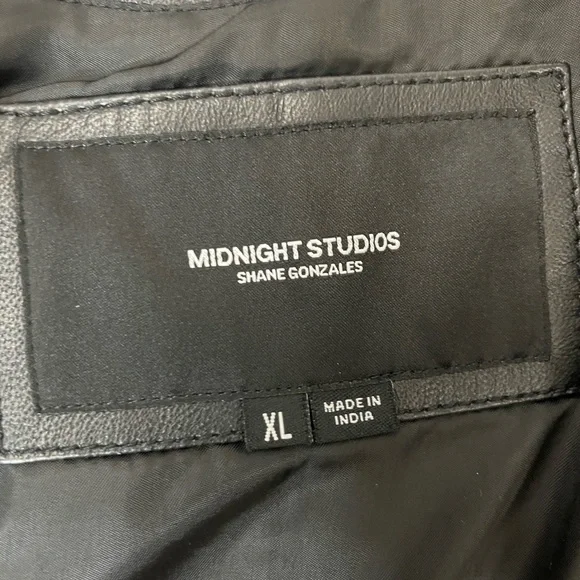 MIDNIGHT STUDIOS
SHANE GONZALES
XL
MADE IN
INDIA